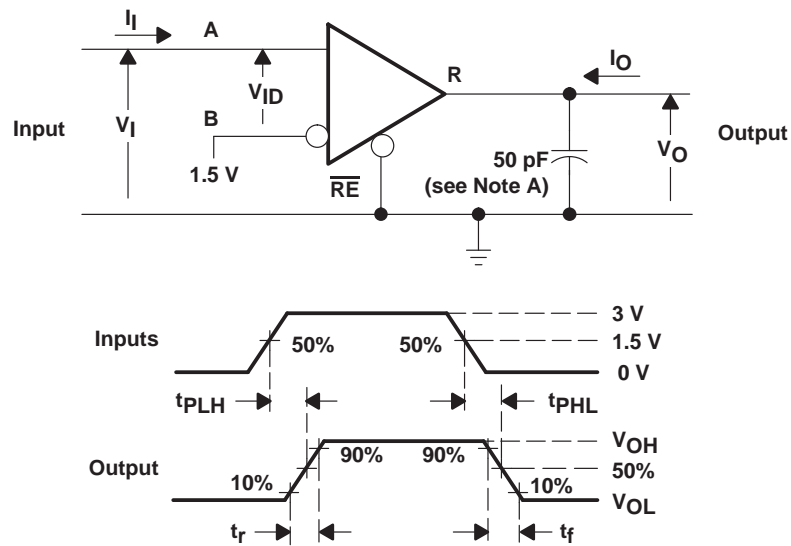 I_I
A
R
I_O
V_ID
Input
V_I
B
1.5 V
R̅E̅
50 pF
(see Note A)
V_O
Output
3 V
Inputs
50%
50%
1.5 V
0 V
t_PLH
t_PHL
V_OH
Output
90%
90%
50%
10%
10%
V_OL
t_r
t_f